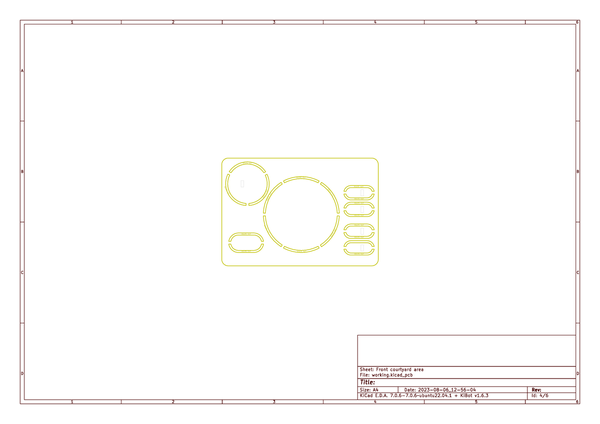 1 2 3 4 5 6
A A
B B
C C
Sheet: Front courtyard area
File: working.kicad_pcb
D D
Title:
Size: A4 Date: 2023-08-06_12-56-04 Rev:
KiCad E.D.A. 7.0.6-7.0.6~ubuntu22.04.1 + KiBot v1.6.3 Id: 4/6
1 2 3 4 5 6